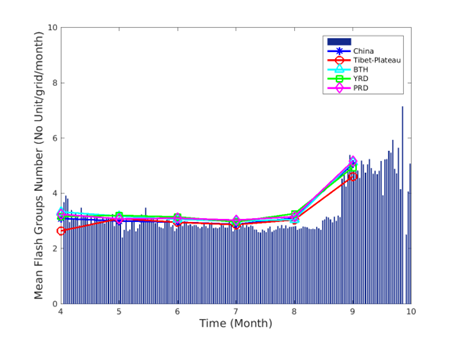 10
8
6
4
2
0
4
5
6
7
8
9
10
Mean Flash Groups Number (No Unit/grid/month)
Time (Month)
China
Tibet-Plateau
BTH
YRD
PRD